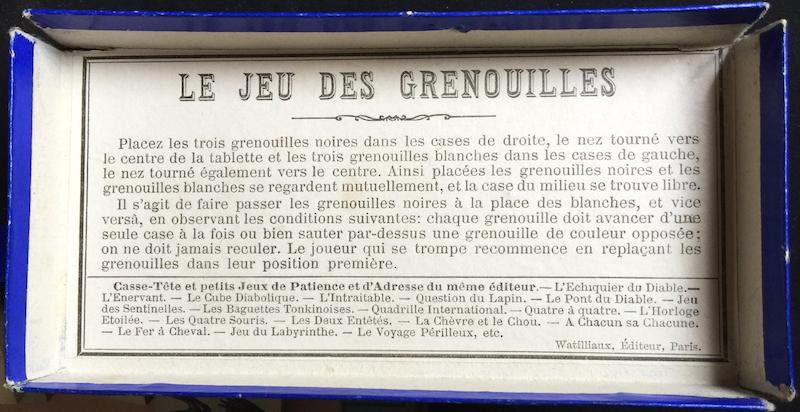 LE JEU DES GRENOUILLES
Placez les trois grenouilles noires dans les cases de droite, le nez tourné vers
le centre de la tablette et les trois grenouilles blanches dans les cases de gauche,
le nez tourné également vers le centre. Ainsi placées les grenouilles noires et les
grenouilles blanches se regardent mutuellement, et la case du milieu se trouve libre.
Il s'agit de faire passer les grenouilles noires à la place des blanches, et vice
versâ, en observant les conditions suivantes: chaque grenouille doit avancer d'une
seule case à la fois ou bien sauter par-dessus une grenouille de couleur opposée;
on ne doit jamais reculer. Le joueur qui se trompe recommence en replaçant les
grenouilles dans leur position première.
Casse-Tête et petits Jeux de Patience et d'Adresse du même éditeur.— L'Echiquier du Diable.—
L'Enervant. — Le Cube Diabolique. — L'Intraitable. — Question du Lapin. — Le Pont du Diable. — Jeu
des Sentinelles. — Les Baguettes Tonkinoises. — Quadrille International. — Quatre à quatre. — L'Horloge
Etoilée. — Les Quatre Souris. — Les Deux Entêtés. — La Chèvre et le Chou. — A Chacun sa Chacune.
— Le Fer à Cheval. — Jeu du Labyrinthe. — Le Voyage Périlleux, etc.
Watilliaux, Éditeur, Paris.